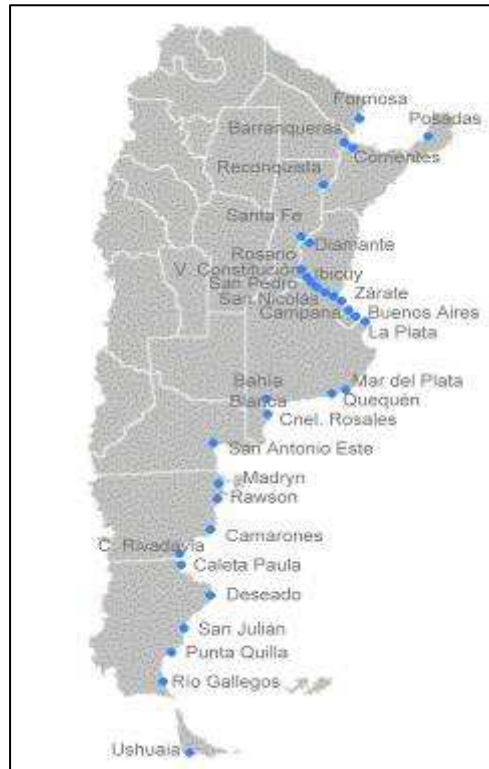 Formosa
Posadas
Barranqueras
Corrientes
Reconquista
Santa Fe
Diamante
Rosario
V. Constitución
Ibicuy
San Pedro
San Nicolás
Zárate
Campana
Buenos Aires
La Plata
Bahía
Blanca
Mar del Plata
Quequén
Cnel. Rosales
San Antonio Este
Madryn
Rawson
Camarones
C. Rivadavia
Caleta Paula
Deseado
San Julián
Punta Quilla
Río Gallegos
Ushuaia